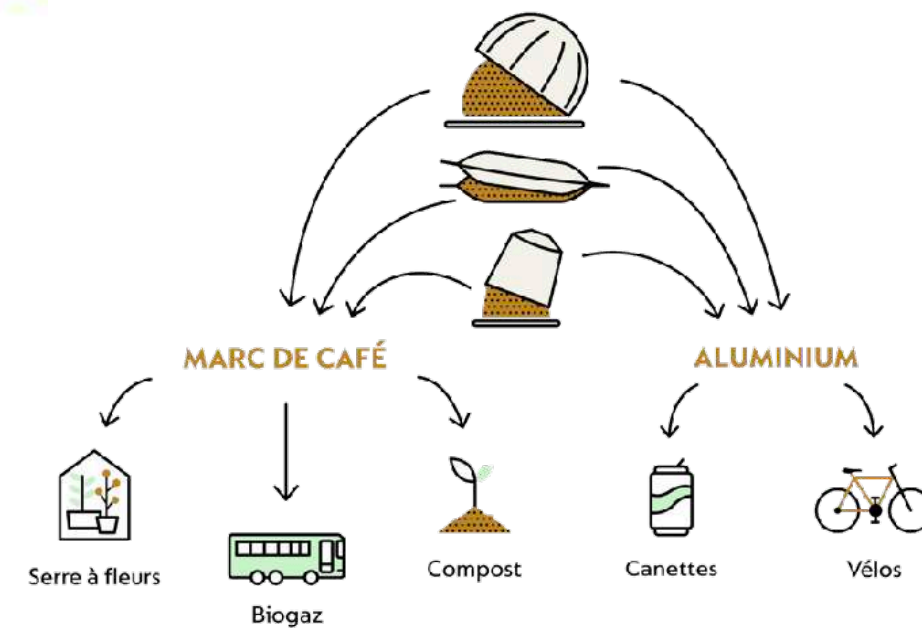 MARC DE CAFÉ
ALUMINIUM
Serre à fleurs
Biogaz
Compost
Canettes
Vélos